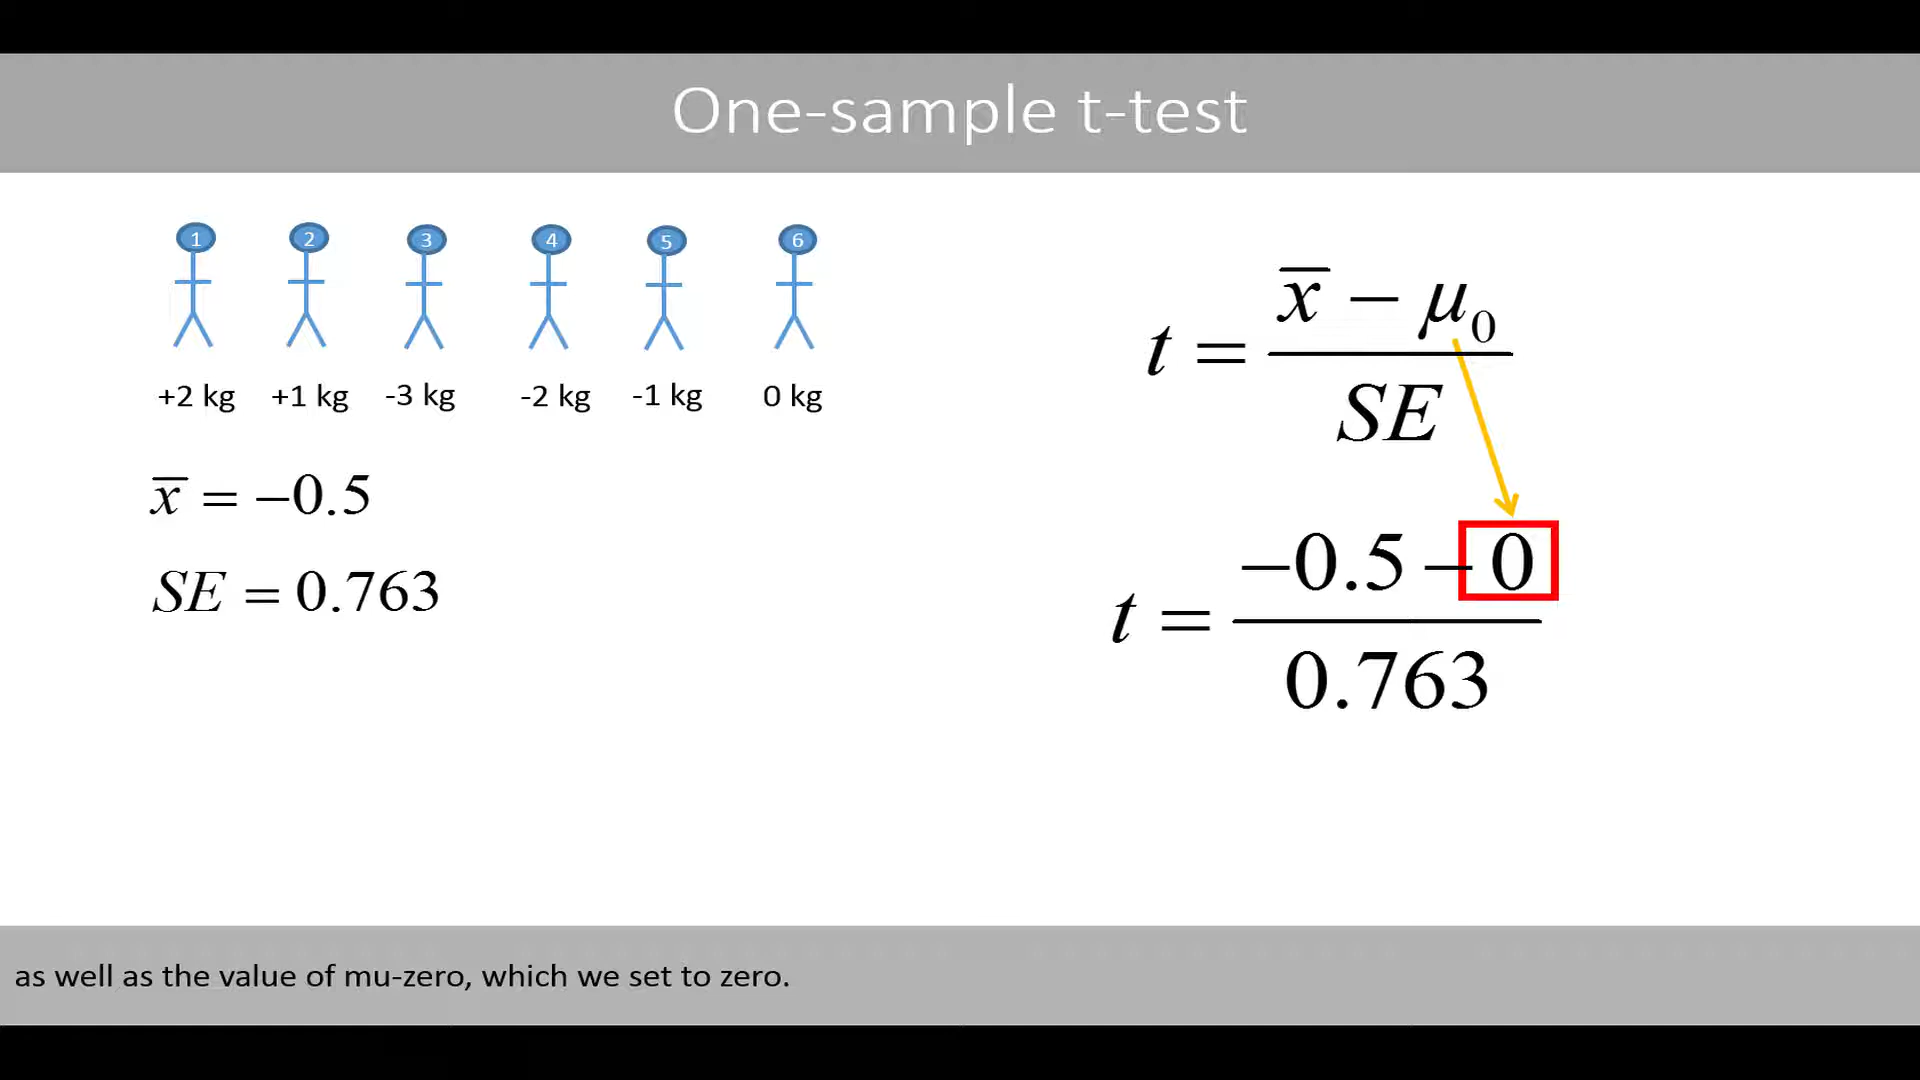 One-sample t-test
1 2 3 4 5 6
+2 kg +1 kg -3 kg -2 kg -1 kg 0 kg
x̅ = −0.5
SE = 0.763
t = (x̅ − μ₀) / SE
t = (−0.5 − 0) / 0.763
as well as the value of mu-zero, which we set to zero.